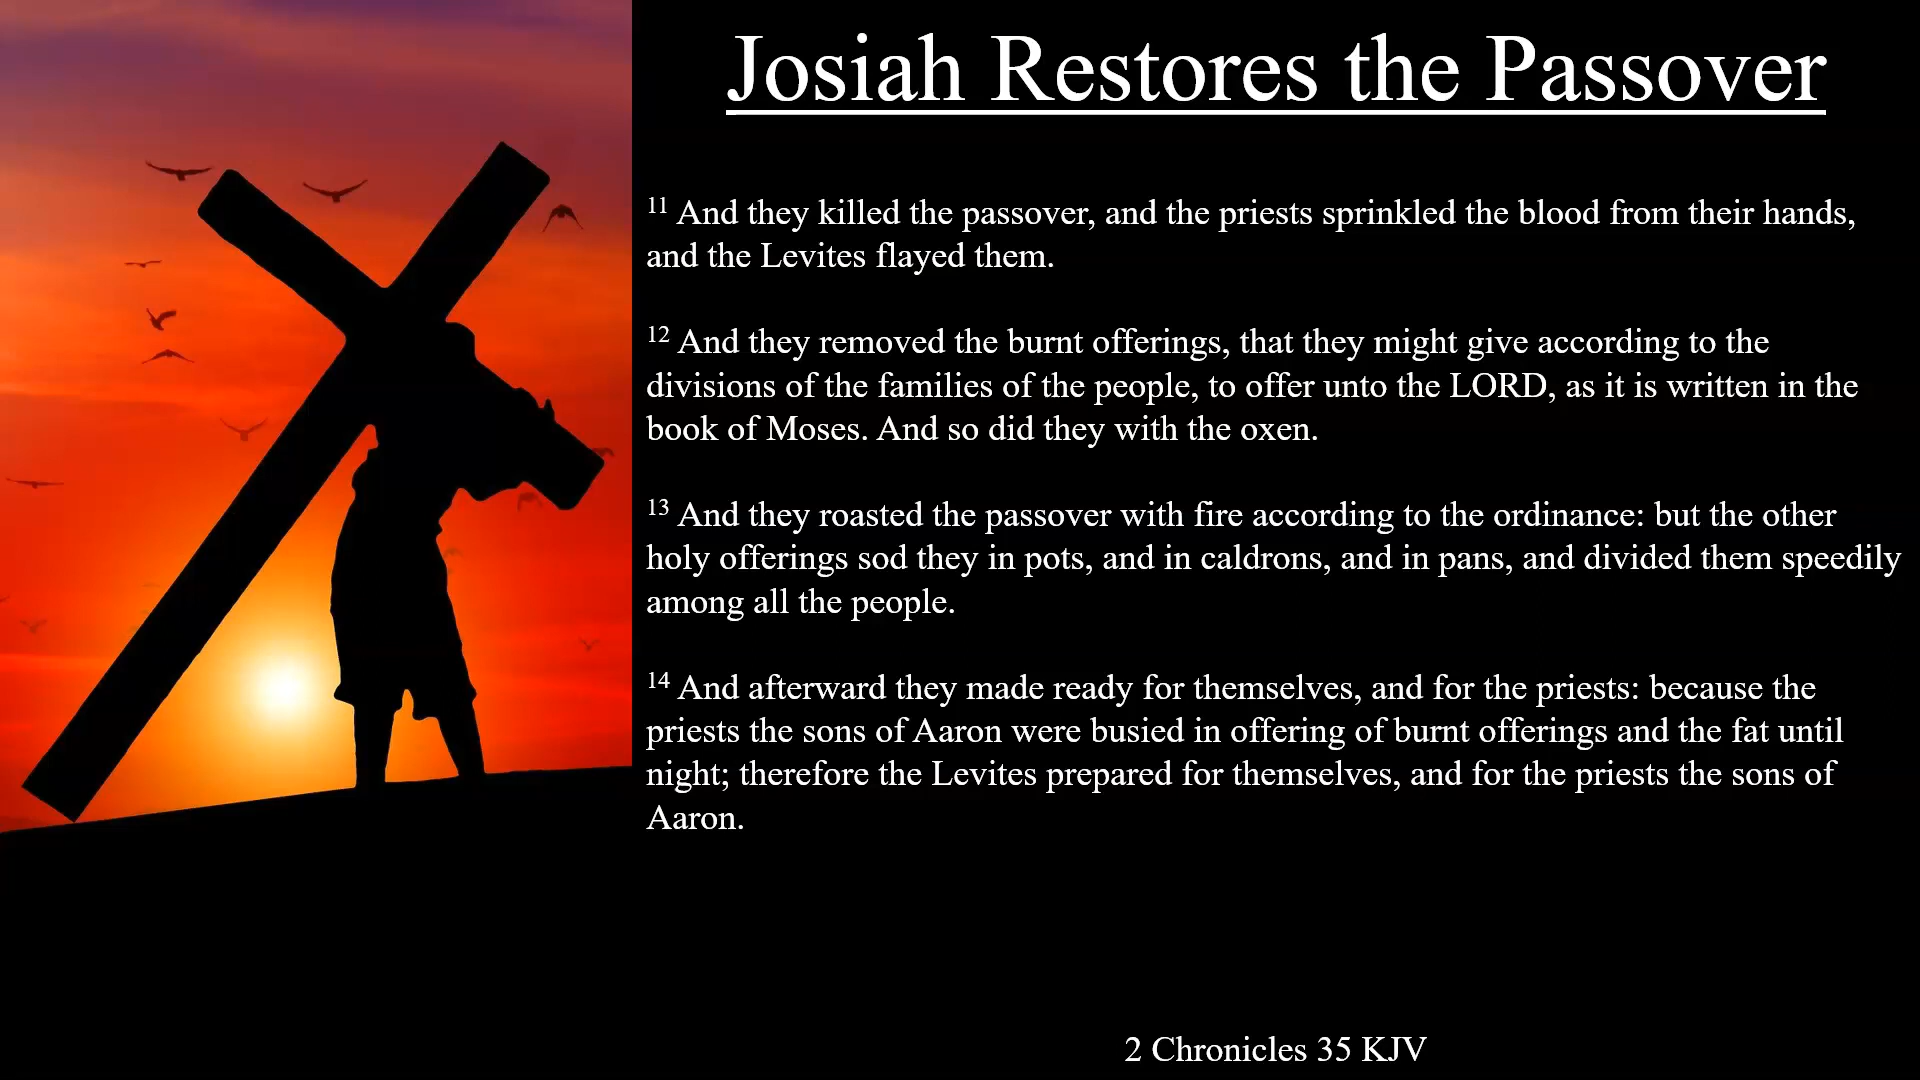 Josiah Restores the Passover
11 And they killed the passover, and the priests sprinkled the blood from their hands,
and the Levites flayed them.
12 And they removed the burnt offerings, that they might give according to the
divisions of the families of the people, to offer unto the LORD, as it is written in the
book of Moses. And so did they with the oxen.
13 And they roasted the passover with fire according to the ordinance: but the other
holy offerings sod they in pots, and in caldrons, and in pans, and divided them speedily
among all the people.
14 And afterward they made ready for themselves, and for the priests: because the
priests the sons of Aaron were busied in offering of burnt offerings and the fat until
night; therefore the Levites prepared for themselves, and for the priests the sons of
Aaron.
2 Chronicles 35 KJV